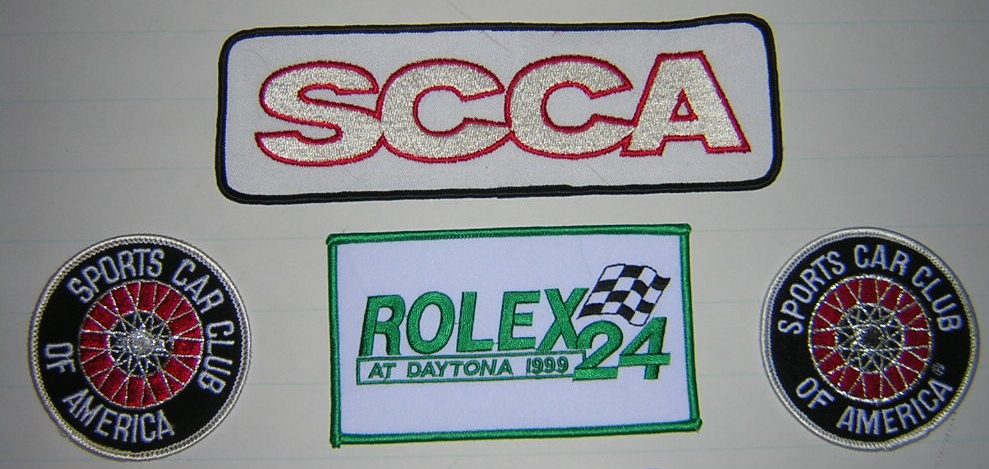 SCCA
SPORTS CAR CLUB
OF AMERICA
ROLEX 24
AT DAYTONA 1999
SPORTS CAR CLUB
OF AMERICA®